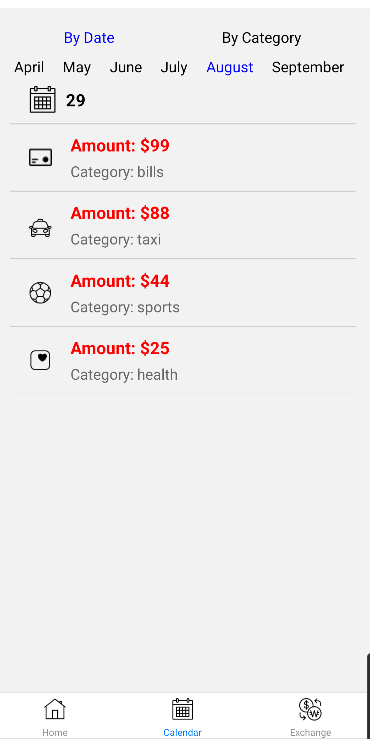 By Date By Category
April May June July August September
29
Amount: $99
Category: bills
Amount: $88
Category: taxi
Amount: $44
Category: sports
Amount: $25
Category: health
$ ₩
Home Calendar Exchange